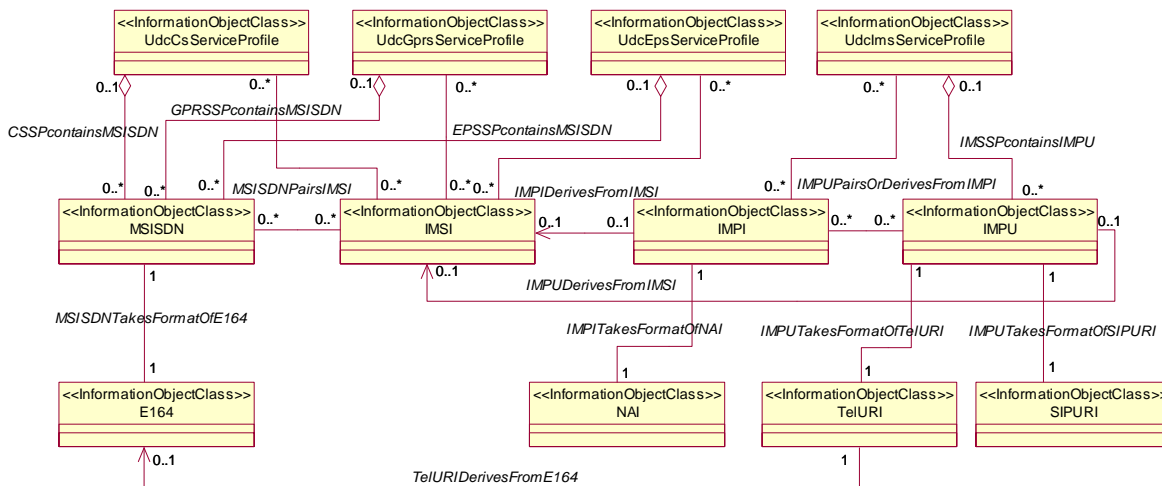 <<InformationObjectClass>>
UdcCsServiceProfile
<<InformationObjectClass>>
UdcGprsServiceProfile
<<InformationObjectClass>>
UdcEpsServiceProfile
<<InformationObjectClass>>
UdcImsServiceProfile
0..1
0..*
0..1
0..*
0..1
0..*
0..*
0..1
GPRSSPcontainsMSISDN
CSSPcontainsMSISDN
EPSSPcontainsMSISDN
IMSSPcontainsIMPU
0..*
0..*
0..*
MSISDNPairsIMSI
0..*
0..*
0..*
IMPIDerivesFromIMSI
0..*
IMPUPairsOrDerivesFromIMPI
0..*
<<InformationObjectClass>>
MSISDN
0..*
0..*
<<InformationObjectClass>>
IMSI
0..1
0..1
<<InformationObjectClass>>
IMPI
0..*
0..*
<<InformationObjectClass>>
IMPU
0..1
1
0..1
IMPUDerivesFromIMSI
1
1
1
MSISDNTakesFormatOfE164
IMPITakesFormatOfNAI
IMPUTakesFormatOfTelURI
IMPUTakesFormatOfSIPURI
1
1
1
1
<<InformationObjectClass>>
E164
<<InformationObjectClass>>
NAI
<<InformationObjectClass>>
TelURI
<<InformationObjectClass>>
SIPURI
0..1
TelURIDerivesFromE164
1